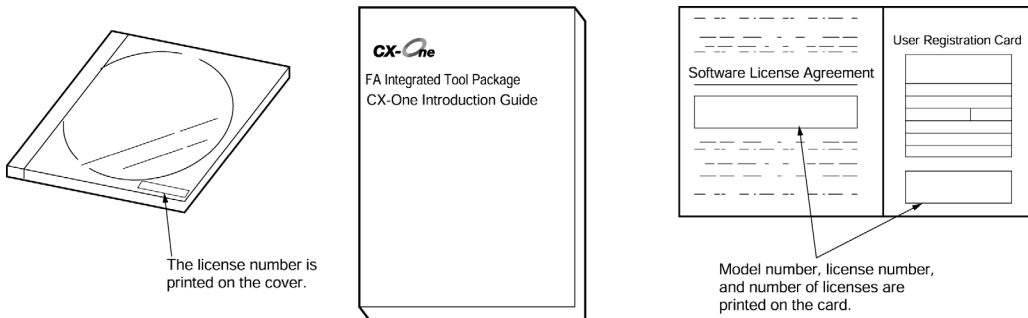 The license number is
printed on the cover.
CX-One
FA Integrated Tool Package
CX-One Introduction Guide
Software License Agreement
User Registration Card
Model number, license number,
and number of licenses are
printed on the card.